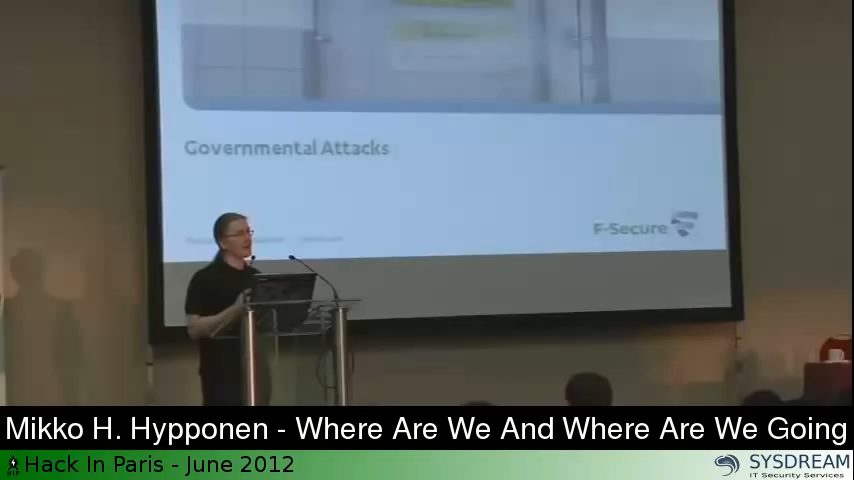 Governmental Attacks
F-Secure
Mikko H. Hypponen - Where Are We And Where Are We Going
Hack In Paris - June 2012
SYSDREAM
IT Security Services